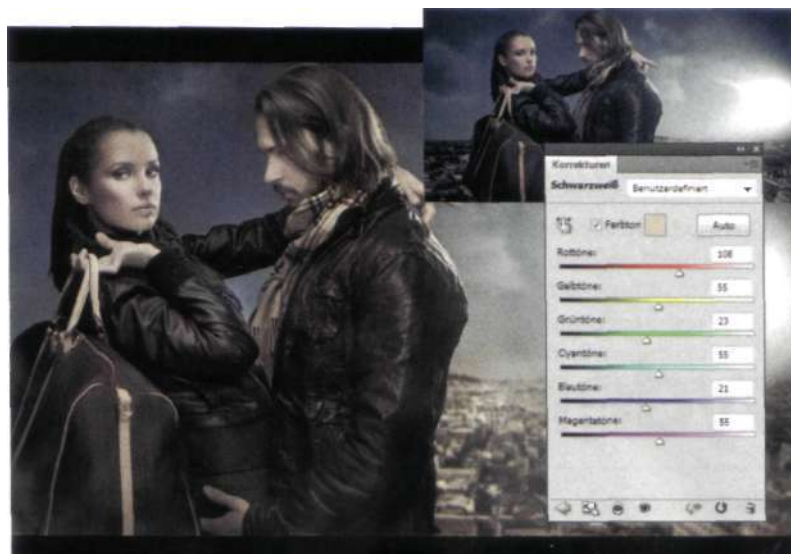 Korrekturen
Schwarzweiß Benutzerdefiniert
Farbton Auto
Rottöne: 108
Gelbtöne: 55
Grüntöne: 23
Cyantöne: 55
Blautöne: 21
Magentatöne: 55